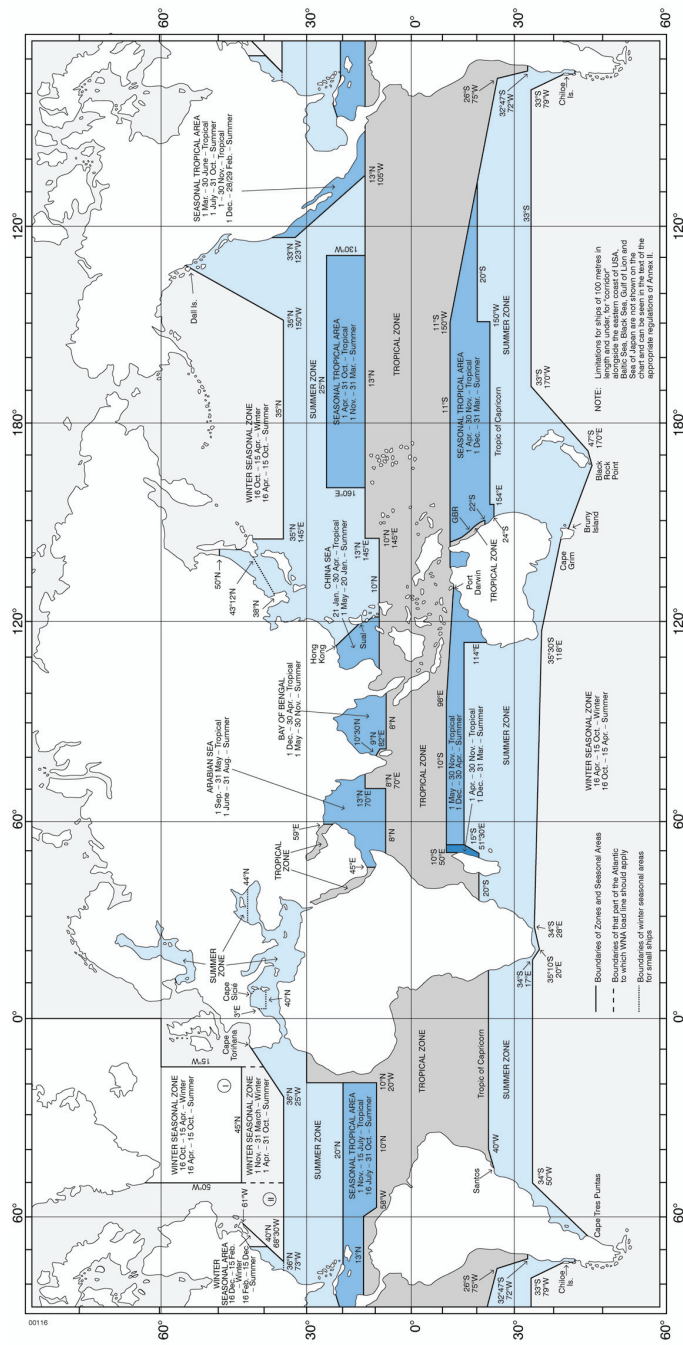 00116
60°
0°
60°
120°
180°
120°
60°
60°
30°
0°
30°
60°
60°
30°
0°
30°
60°
WINTER
SEASONAL AREA
16 Dec. – 15 Feb.
– Winter
16 Feb. – 15 Dec.
– Summer
61°W
40°N
68°30'W
36°N
73°W
50°W
II
WINTER SEASONAL ZONE
16 Oct. – 15 Apr. – Winter
16 Apr. – 15 Oct. – Summer
I
45°N
WINTER SEASONAL ZONE
1 Nov. – 31 March – Winter
1 Apr. – 31 Oct. – Summer
15°W
Cape
Toriñana
36°N
25°W
SUMMER ZONE
20°N
SEASONAL TROPICAL AREA
1 Nov. – 15 July – Tropical
16 July – 31 Oct. – Summer
13°N
58°W
10°N
10°N
20°W
TROPICAL ZONE
Tropic of Capricorn
SUMMER ZONE
Santos
40°W
34°S
50°W
Cape Tres Puntas
26°S
75°W
32°47'S
72°W
33°S
79°W
Chiloe
Is.
Cape
Sicié
3°E
40°N
SUMMER
ZONE
44°N
TROPICAL
ZONE
59°E
45°E
ARABIAN SEA
1 Sep. – 31 May – Tropical
1 June – 31 Aug. – Summer
13°N
70°E
8°N
8°N
70°E
BAY OF BENGAL
1 Dec. – 30 Apr. – Tropical
1 May – 30 Nov. – Summer
10°30'N
9°N
82°E
8°N
TROPICAL ZONE
10°S
98°E
10°S
50°E
1 May – 30 Nov. – Tropical
1 Dec. – 30 Apr. – Summer
15°S
51°30'E
1 Apr. – 30 Nov. – Tropical
1 Dec. – 31 Mar. – Summer
20°S
114°E
SUMMER ZONE
34°S
17°E
35°10'S
20°E
34°S
28°E
35°30'S
118°E
WINTER SEASONAL ZONE
16 Apr. – 15 Oct. – Winter
16 Oct. – 15 Apr. – Summer
Boundaries of Zones and Seasonal Areas
Boundaries of that part of the Atlantic
to which WNA load line should apply
Boundaries of winter seasonal areas
for small ships
50°N
43°12'N
38°N
35°N
145°E
Hong
Kong
Sual
CHINA SEA
21 Jan. – 30 Apr. – Tropical
1 May – 20 Jan. – Summer
13°N
145°E
10°N
10°N
145°E
WINTER SEASONAL ZONE
16 Oct. – 15 Apr. – Winter
16 Apr. – 15 Oct. – Summer
35°N
35°N
150°W
Dall Is.
33°N
123°W
SEASONAL TROPICAL AREA
1 Mar. – 30 June – Tropical
1 July – 31 Oct. – Summer
1 – 30 Nov. – Tropical
1 Dec. – 28/29 Feb. – Summer
13°N
105°W
SUMMER ZONE
25°N
160°E
130°W
SEASONAL TROPICAL AREA
1 Apr. – 31 Oct. – Tropical
1 Nov. – 31 Mar. – Summer
13°N
TROPICAL ZONE
11°S
11°S
150°W
SEASONAL TROPICAL AREA
1 Apr. – 30 Nov. – Tropical
1 Dec. – 31 Mar. – Summer
20°S
150°W
Tropic of Capricorn
SUMMER ZONE
Port
Darwin
TROPICAL ZONE
GBR
22°S
24°S
154°E
Cape
Grim
Bruny
Island
Black
Rock
Point
47°S
170°E
33°S
170°W
33°S
26°S
75°W
32°47'S
72°W
33°S
79°W
Chiloe
Is.
NOTE: Limitations for ships of 100 metres in
length and under, for "corridor"
alongside the eastern coast of USA,
Baltic Sea, Black Sea, Gulf of Lion and
Sea of Japan are not shown on the
chart and can be seen in the text of the
appropriate regulations of Annex II.